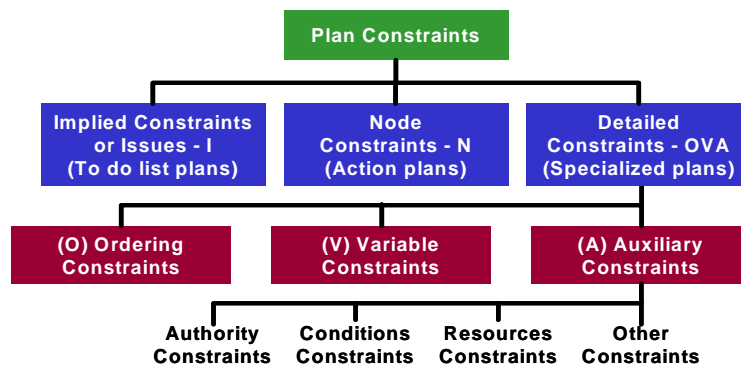 Plan Constraints
Implied Constraints
or Issues - I
(To do list plans)
Node
Constraints - N
(Action plans)
Detailed
Constraints - OVA
(Specialized plans)
(O) Ordering
Constraints
(V) Variable
Constraints
(A) Auxiliary
Constraints
Authority
Constraints
Conditions
Constraints
Resources
Constraints
Other
Constraints